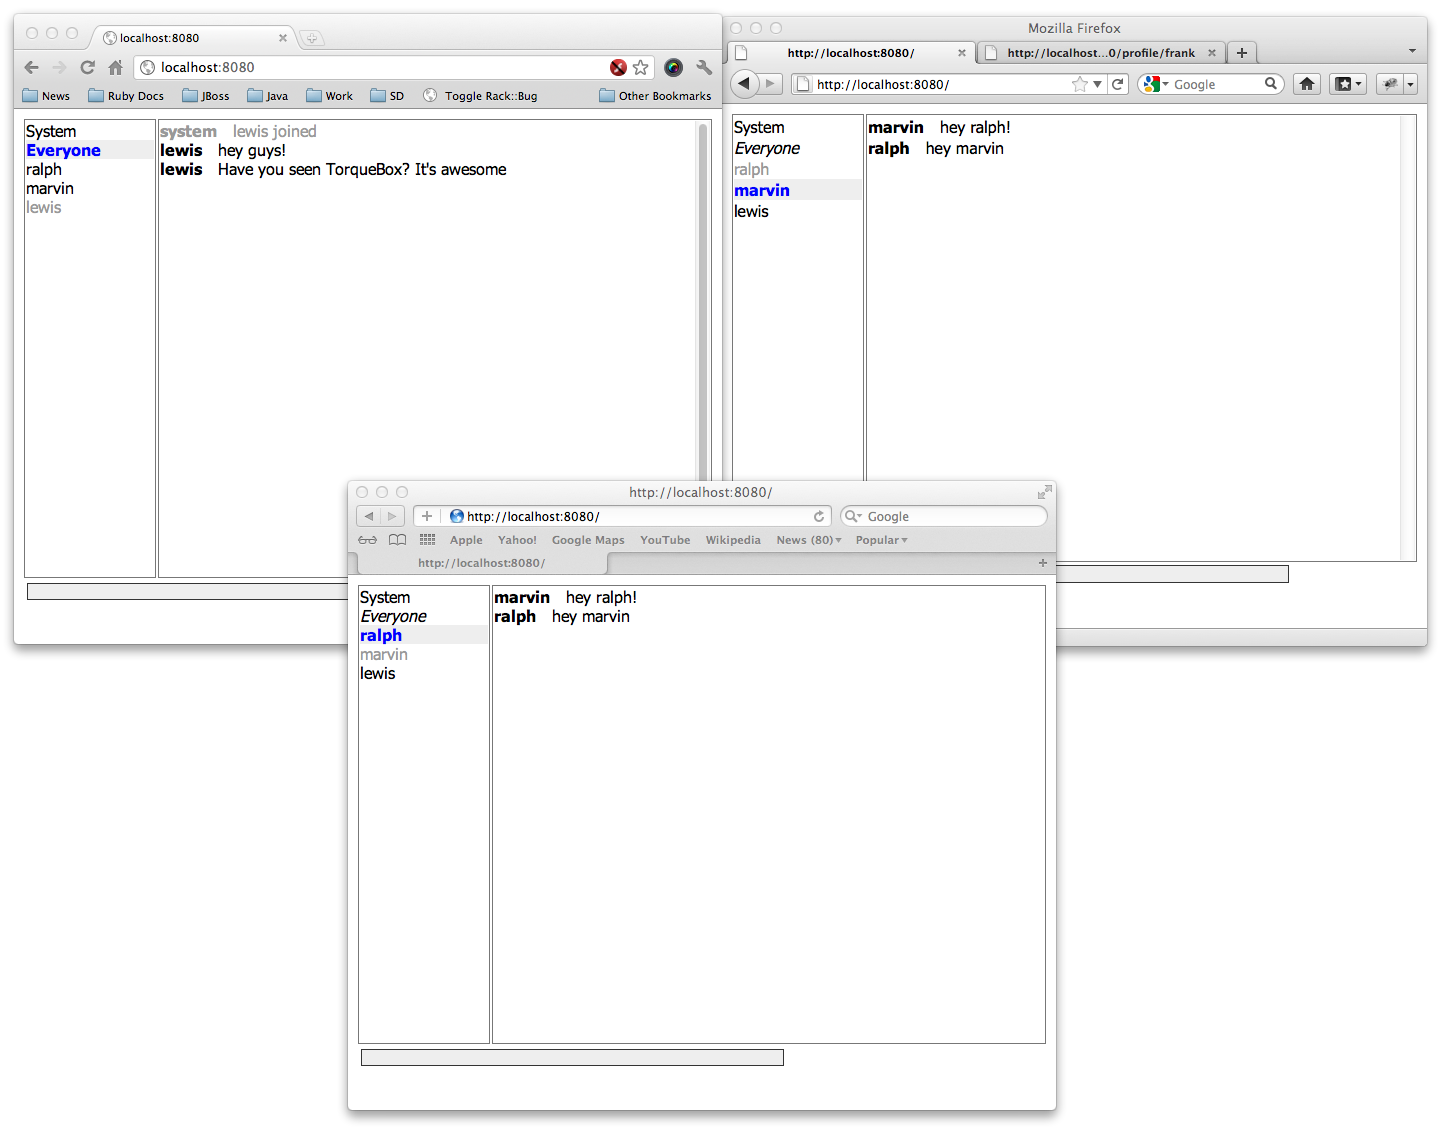 localhost:8080
localhost:8080
News Ruby Docs JBoss Java Work SD Toggle Rack::Bug Other Bookmarks
System
Everyone
ralph
marvin
lewis
system lewis joined
lewis hey guys!
lewis Have you seen TorqueBox? It's awesome
Mozilla Firefox
http://localhost:8080/ http://localhost...0/profile/frank
http://localhost:8080/ Google
System
Everyone
ralph
marvin
lewis
marvin hey ralph!
ralph hey marvin
http://localhost:8080/
http://localhost:8080/ Google
Apple Yahoo! Google Maps YouTube Wikipedia News (80) Popular
http://localhost:8080/
System
Everyone
ralph
marvin
lewis
marvin hey ralph!
ralph hey marvin